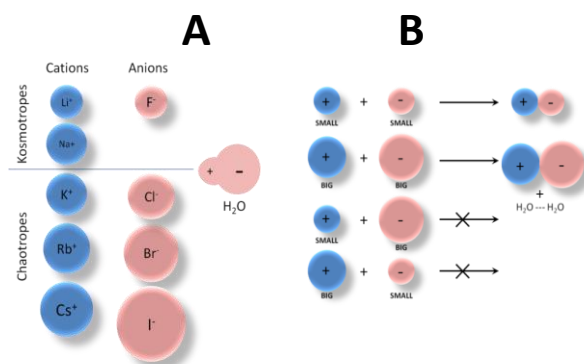 A
B
Cations Anions
Kosmotropes
Li⁺ F⁻
Na+
Chaotropes
K⁺ Cl⁻
Rb⁺ Br⁻
Cs⁺ I⁻
+ -
H₂O
+ + - + -
SMALL SMALL
+ + - + -
BIG BIG
+
H₂O --- H₂O
+ + -
SMALL BIG
+ + -
BIG SMALL